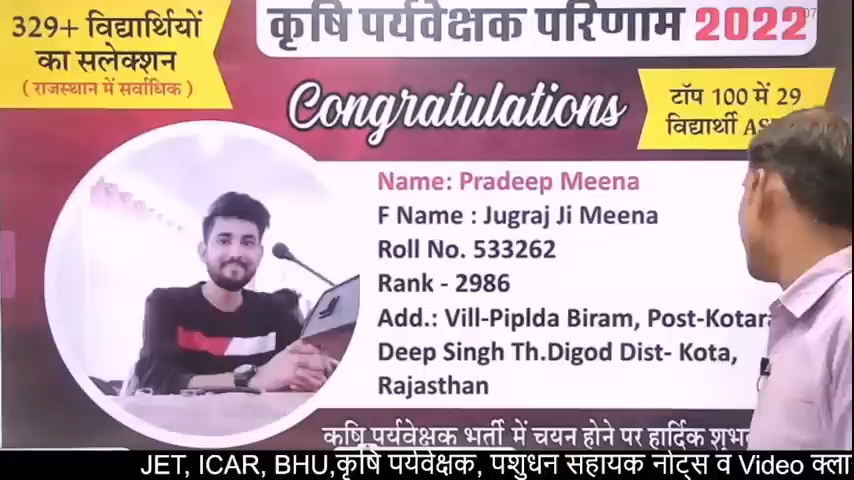 329+ विद्यार्थियों
का सलेक्शन
( राजस्थान में सर्वाधिक )
कृषि पर्यवेक्षक परिणाम 2022
Congratulations
टॉप 100 में 29
विद्यार्थी
Name: Pradeep Meena
F Name : Jugraj Ji Meena
Roll No. 533262
Rank - 2986
Add.: Vill-Piplda Biram, Post-Kotar
Deep Singh Th.Digod Dist- Kota,
Rajasthan
कृषि पर्यवेक्षक भर्ती में चयन होने पर हार्दिक
JET, ICAR, BHU,कृषि पर्यवेक्षक, पशुधन सहायक नोट्स व Video क्ला